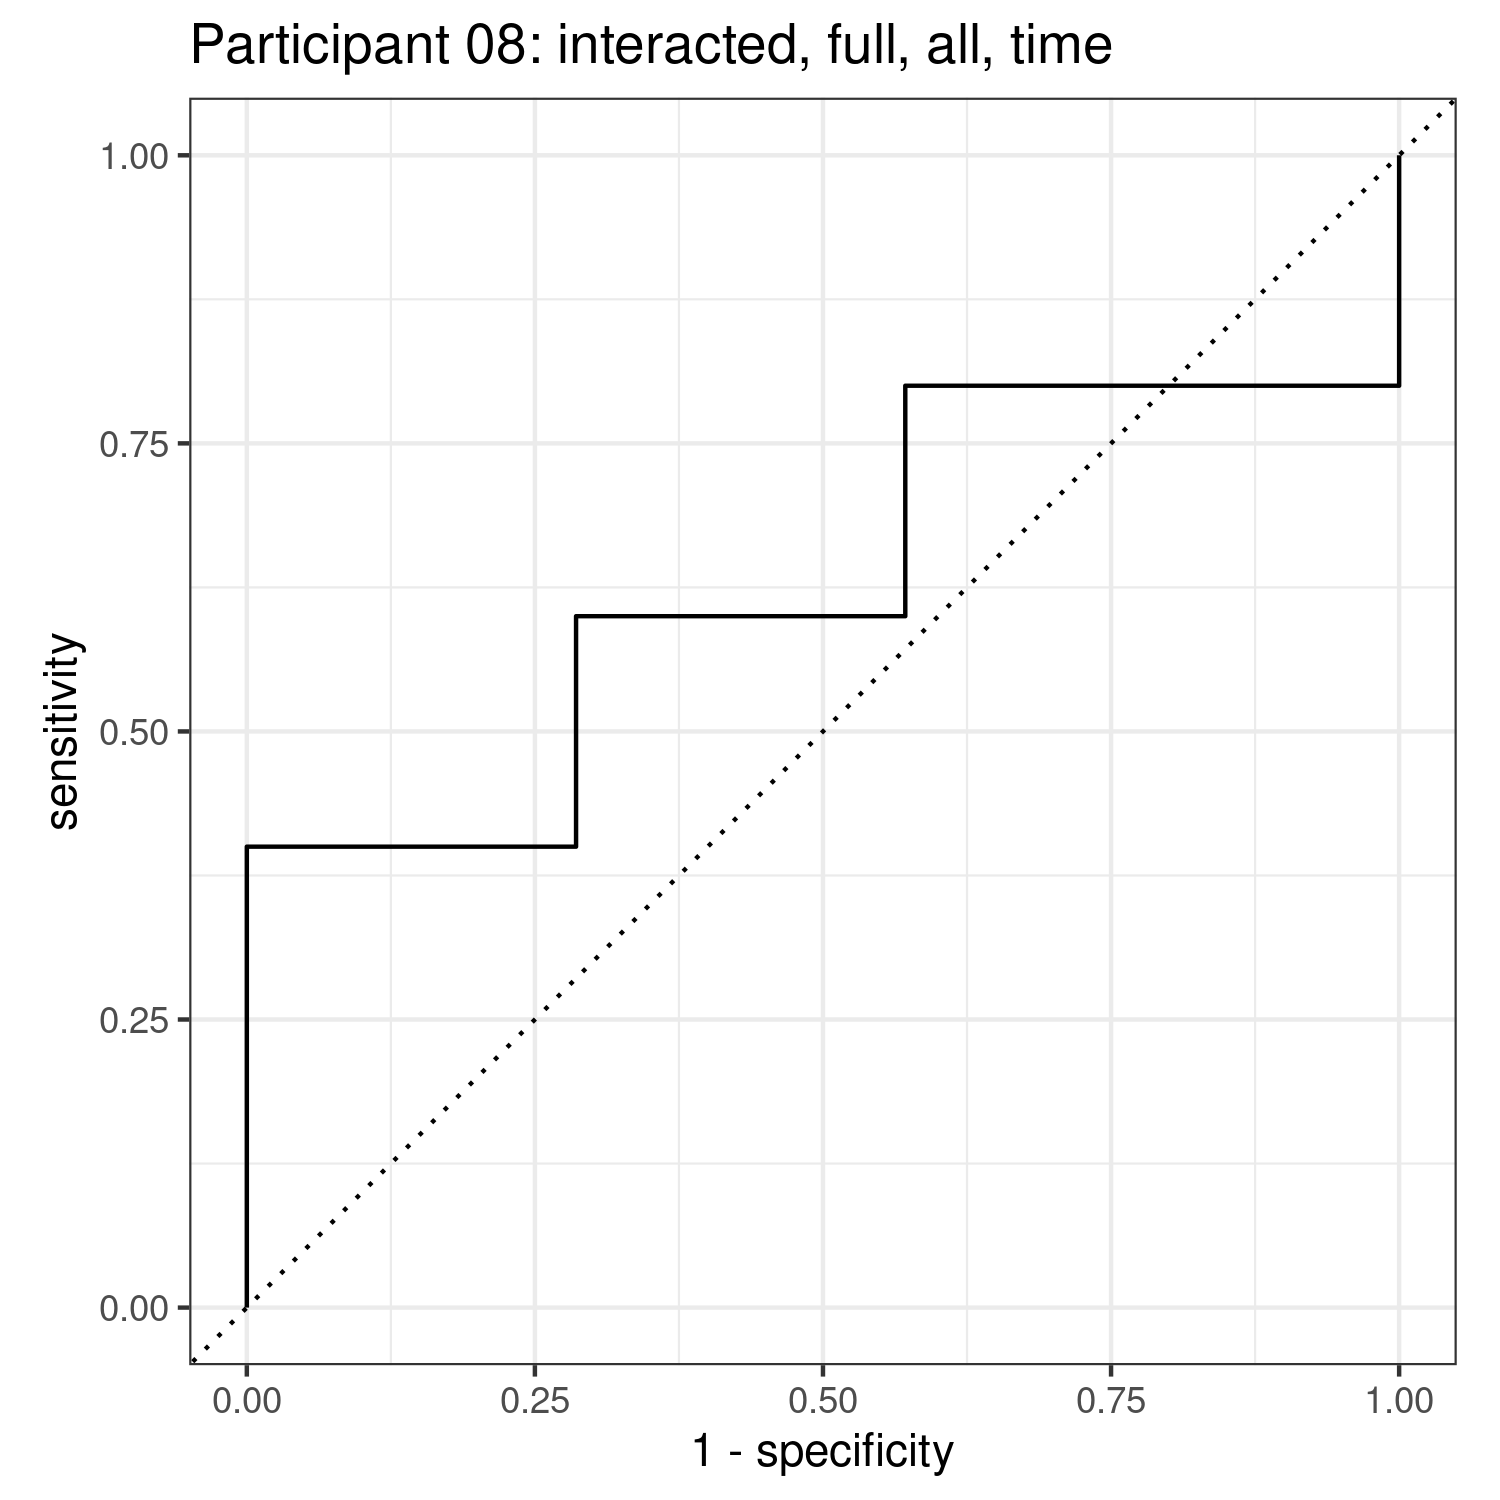 Participant 08: interacted, full, all, time
1.00
0.75
0.50
0.25
0.00
sensitivity
0.00 0.25 0.50 0.75 1.00
1 - specificity